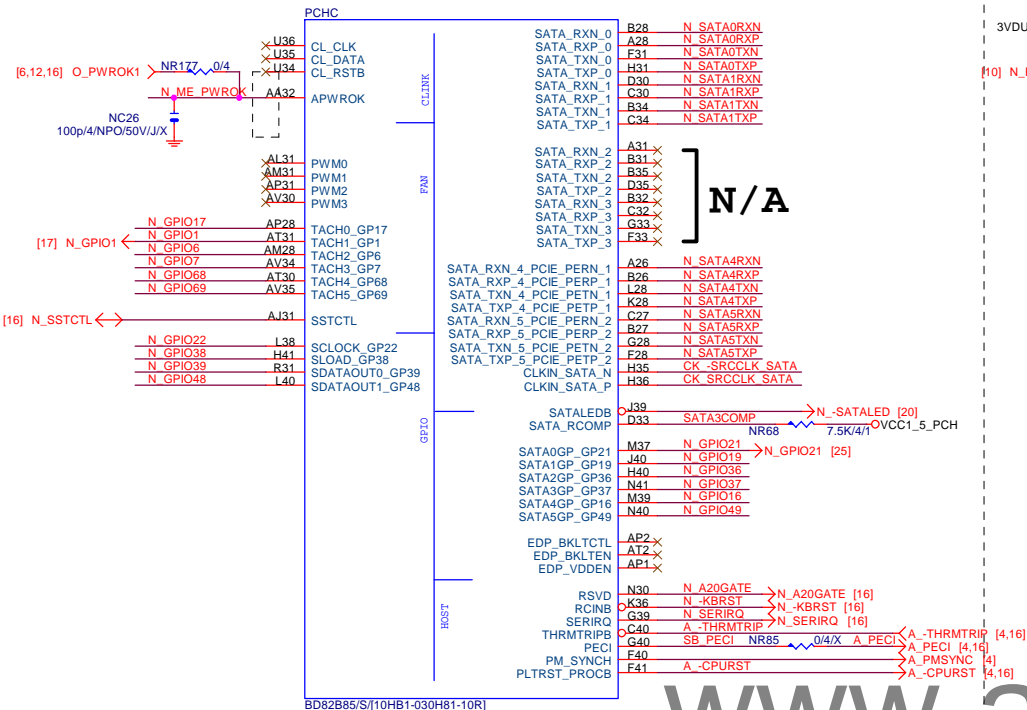 PCHC
U36 CL_CLK
U35 CL_DATA
U34 CL_RSTB
[6,12,16] O_PWROK1 NR177 0/4
N_ME_PWROK AA32 APWROK
NC26
100p/4/NPO/50V/J/X
CLINK
AL31 PWM0
AM31 PWM1
AP31 PWM2
AV30 PWM3
FAN
N_GPIO17 AP28 TACH0_GP17
[17] N_GPIO1 N_GPIO1 AT31 TACH1_GP1
N_GPIO6 AM28 TACH2_GP6
N_GPIO7 AV34 TACH3_GP7
N_GPIO68 AT30 TACH4_GP68
N_GPIO69 AV35 TACH5_GP69
[16] N_SSTCTL AJ31 SSTCTL
N_GPIO22 L38 SCLOCK_GP22
N_GPIO38 H41 SLOAD_GP38
N_GPIO39 R31 SDATAOUT0_GP39
N_GPIO48 L40 SDATAOUT1_GP48
GPIO
HOST
SATA_RXN_0 B28 N_SATA0RXN
SATA_RXP_0 A28 N_SATA0RXP
SATA_TXN_0 F31 N_SATA0TXN
SATA_TXP_0 H31 N_SATA0TXP
SATA_RXN_1 D30 N_SATA1RXN
SATA_RXP_1 C30 N_SATA1RXP
SATA_TXN_1 B34 N_SATA1TXN
SATA_TXP_1 C34 N_SATA1TXP
SATA_RXN_2 A31
SATA_RXP_2 B31
SATA_TXN_2 B35
SATA_TXP_2 D35
SATA_RXN_3 B32
SATA_RXP_3 C32
SATA_TXN_3 G33
SATA_TXP_3 F33
N/A
SATA_RXN_4_PCIE_PERN_1 A26 N_SATA4RXN
SATA_RXP_4_PCIE_PERP_1 B26 N_SATA4RXP
SATA_TXN_4_PCIE_PETN_1 L28 N_SATA4TXN
SATA_TXP_4_PCIE_PETP_1 K28 N_SATA4TXP
SATA_RXN_5_PCIE_PERN_2 C27 N_SATA5RXN
SATA_RXP_5_PCIE_PERP_2 B27 N_SATA5RXP
SATA_TXN_5_PCIE_PETN_2 G28 N_SATA5TXN
SATA_TXP_5_PCIE_PETP_2 F28 N_SATA5TXP
CLKIN_SATA_N H35 CK_-SRCCLK_SATA
CLKIN_SATA_P H36 CK_SRCCLK_SATA
SATALEDB J39 N_-SATALED [20]
SATA_RCOMP D33 SATA3COMP NR68 7.5K/4/1 VCC1_5_PCH
SATA0GP_GP21 M37 N_GPIO21 N_GPIO21 [25]
SATA1GP_GP19 J40 N_GPIO19
SATA2GP_GP36 H40 N_GPIO36
SATA3GP_GP37 N41 N_GPIO37
SATA4GP_GP16 M39 N_GPIO16
SATA5GP_GP49 N40 N_GPIO49
EDP_BKLTCTL AP2
EDP_BKLTEN AT2
EDP_VDDEN AP1
RSVD N30 N_A20GATE N_A20GATE [16]
RCINB K36 N_-KBRST N_-KBRST [16]
SERIRQ G39 N_SERIRQ N_SERIRQ [16]
THRMTRIPB C40 A_-THRMTRIP A_-THRMTRIP [4,16]
PECI G40 SB_PECI NR85 0/4/X A_PECI A_PECI [4,16]
PM_SYNCH F40 A_PMSYNC [4]
PLTRST_PROCB F41 A_-CPURST A_-CPURST [4,16]
BD82B85/S/[10HB1-030H81-10R]
3VDU
[10] N_
www.